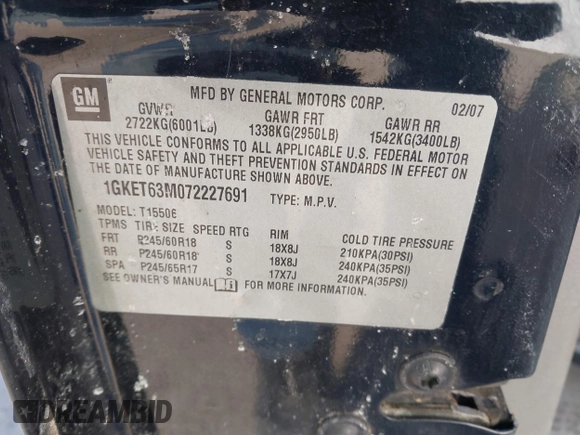 GM
MFD BY GENERAL MOTORS CORP. 02/07
GVWR GAWR FRT GAWR RR
2722KG(6001LB) 1338KG(2950LB) 1542KG(3400LB)
THIS VEHICLE CONFORMS TO ALL APPLICABLE U.S. FEDERAL MOTOR
VEHICLE SAFETY AND THEFT PREVENTION STANDARDS IN EFFECT ON
THE DATE OF MANUFACTURE SHOWN ABOVE.
1GKET63M072227691 TYPE: M.P.V.
MODEL: T15506
TPMS TIRE SIZE SPEED RTG RIM COLD TIRE PRESSURE
FRT P245/60R18 S 18X8J 210KPA(30PSI)
RR P245/60R18 S 18X8J 240KPA(35PSI)
SPA P245/65R17 S 17X7J 240KPA(35PSI)
SEE OWNER'S MANUAL FOR MORE INFORMATION.
DREAMBID